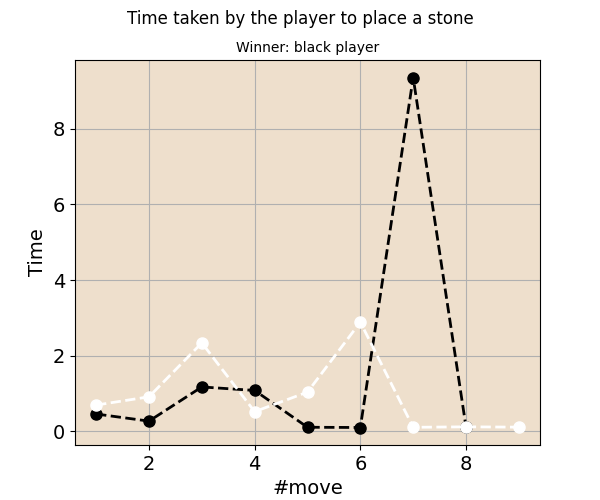 Time taken by the player to place a stone
Winner: black player
8
6
4
2
0
Time
2 4 6 8
#move